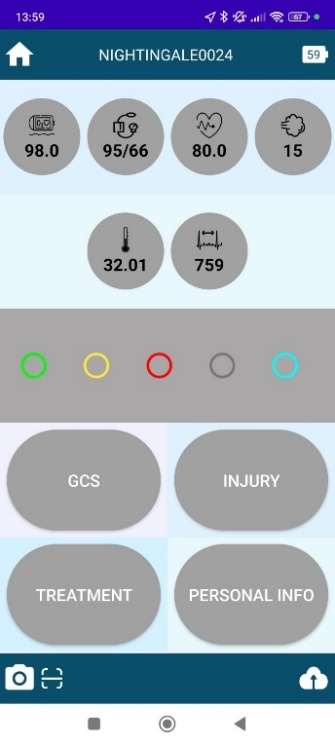 13:59
67
NIGHTINGALE0024
59
98.0
95/66
80.0
15
32.01
759
GCS
INJURY
TREATMENT
PERSONAL INFO